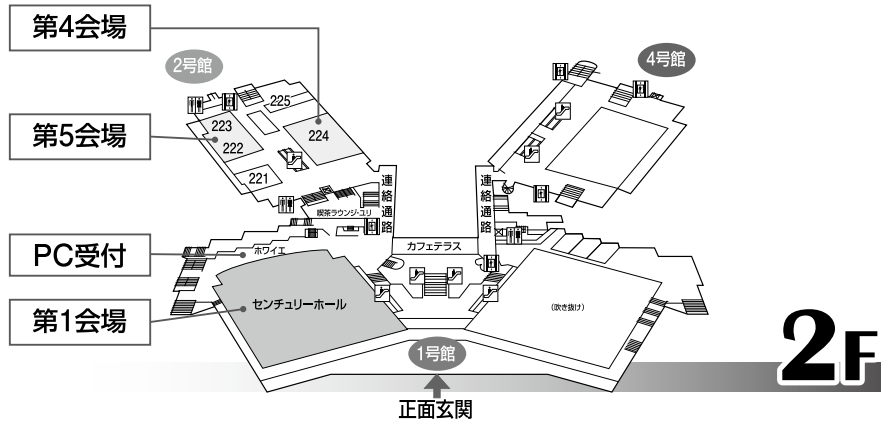 第4会場
2号館
4号館
225
第5会場
223
224
222
221
連絡通路
連絡通路
喫茶ラウンジ・ユリ
PC受付
ホワイエ
カフェテラス
第1会場
センチュリーホール
(吹き抜け)
1号館
2F
正面玄関